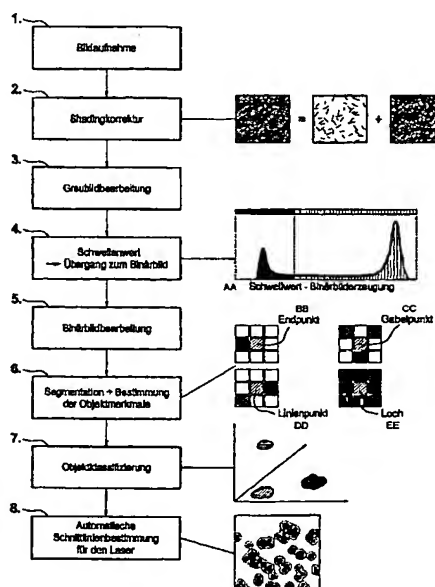 1.
Bildaufnahme
2.
Shadingkorrektur
=
+
3.
Graubildbearbeitung
4.
Schwellenwert
→ Übergang zum Binärbild
AA Schwellwert - Binärbilderzeugung
5.
Binärbildbearbeitung
BB
Endpunkt
CC
Gabelpunkt
6.
Segmentation + Bestimmung
der Objektmerkmale
Linienpunkt
DD
Loch
EE
7.
Objektklassifizierung
8.
Automatische
Schnittlinienbestimmung
für den Laser